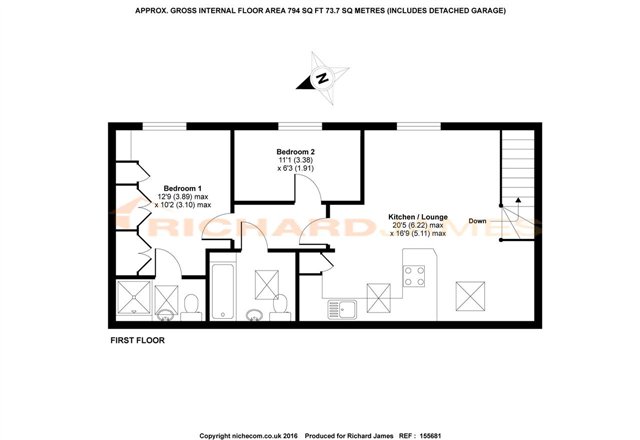 APPROX. GROSS INTERNAL FLOOR AREA 794 SQ FT 73.7 SQ METRES (INCLUDES DETACHED GARAGE)
N
Bedroom 2
11'1 (3.38)
x 6'3 (1.91)
Bedroom 1
12'9 (3.89) max
x 10'2 (3.10) max
Kitchen / Lounge
20'5 (6.22) max
x 16'9 (5.11) max
Down
RICHARD JAMES
FIRST FLOOR
Copyright nichecom.co.uk 2016 Produced for Richard James REF : 155681